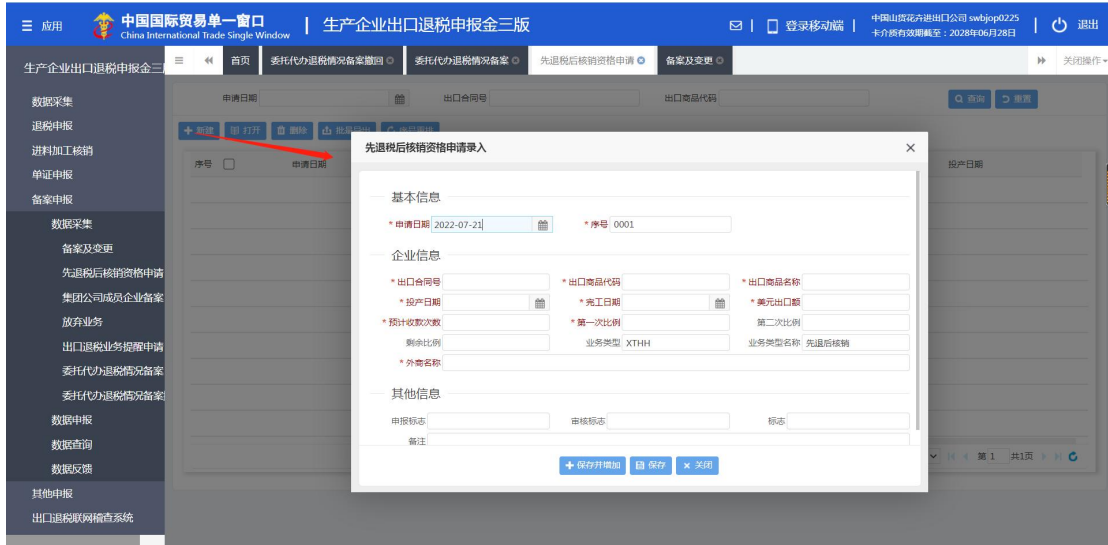 应用 中国国际贸易单一窗口 China International Trade Single Window 生产企业出口退税申报金三版 登录移动端 中国山货花卉进出口公司 swbjop0225 卡介质有效期截至：2028年06月28日 退出
生产企业出口退税申报金三
首页 委托代办退税情况备案撤回 委托代办退税情况备案 先退税后核销资格申请 备案及变更 关闭操作
数据采集
退税申报
进料加工核销
单证申报
备案申报
数据采集
备案及变更
先退税后核销资格申请
集团公司成员企业备案
放弃业务
出口退税业务提醒申请
委托代办退税情况备案
委托代办退税情况备案
数据申报
数据查询
数据反馈
其他申报
出口退税联网稽查系统
申请日期 出口合同号 出口商品代码 查询 重置
新建 打开 删除
序号 申请日期 投产日期
先退税后核销资格申请录入
基本信息
*申请日期 2022-07-21 *序号 0001
企业信息
*出口合同号 *出口商品代码 *出口商品名称
*投产日期 *完工日期 *美元出口额
*预计收款次数 *第一次比例 第二次比例
剩余比例 业务类型 XTHH 业务类型名称 先退后核销
*外商名称
其他信息
申报标志 审核标志 标志
备注
保存并增加 保存 关闭
第 1 共1页